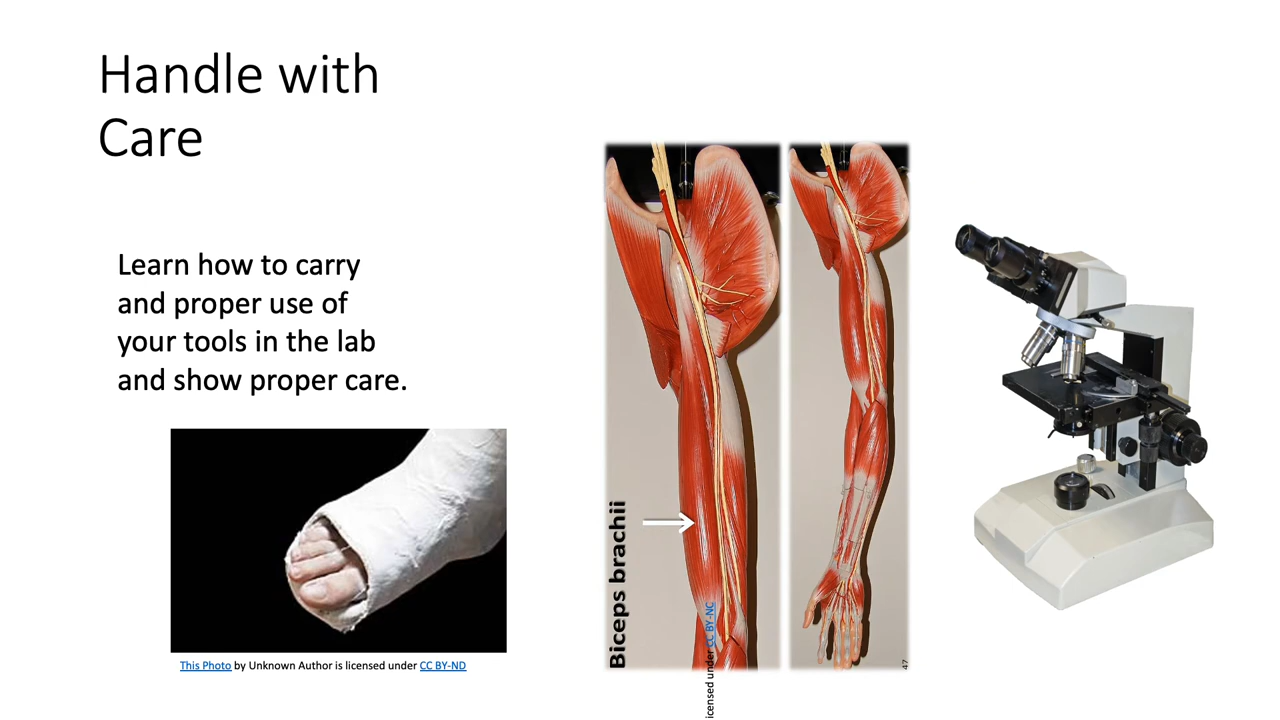 Handle with
Care
Learn how to carry
and proper use of
your tools in the lab
and show proper care.
This Photo by Unknown Author is licensed under CC BY-ND
Biceps brachii
under CC BY-NC
47